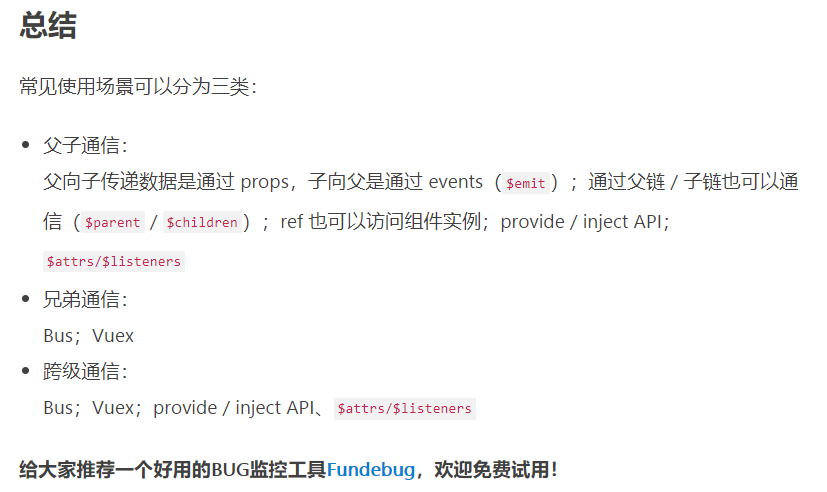 总结
常见使用场景可以分为三类：
父子通信：
父向子传递数据是通过 props，子向父是通过 events（$emit）；通过父链 / 子链也可以通
信（$parent / $children）；ref 也可以访问组件实例；provide / inject API；
$attrs/$listeners
兄弟通信：
Bus；Vuex
跨级通信：
Bus；Vuex；provide / inject API、$attrs/$listeners
给大家推荐一个好用的BUG监控工具Fundebug，欢迎免费试用！